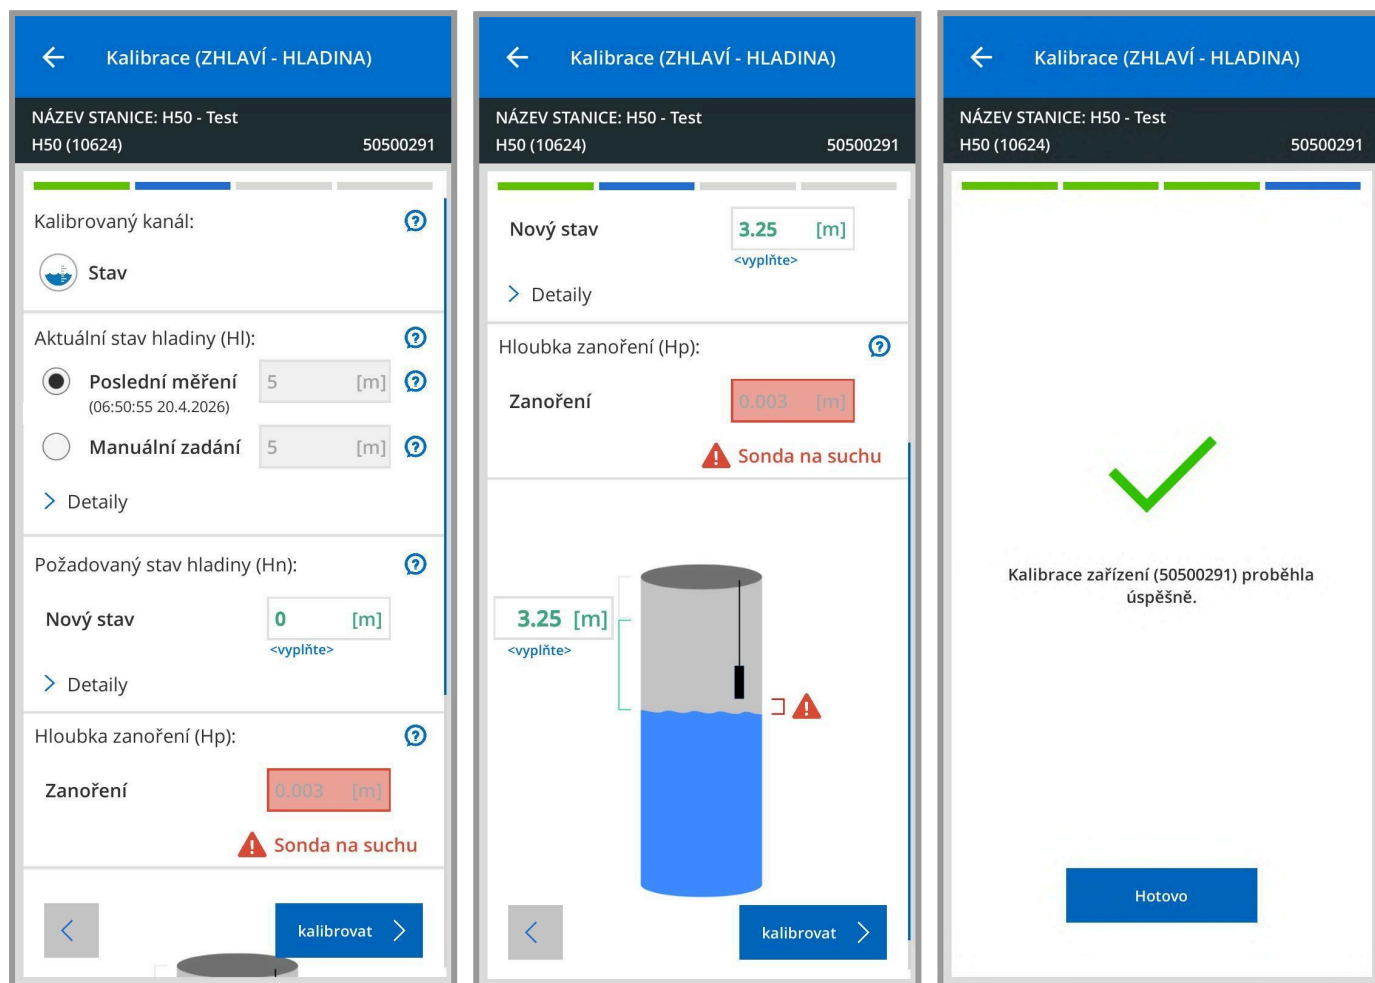 Kalibrace (ZHLAVÍ - HLADINA)
NÁZEV STANICE: H50 - Test
H50 (10624) 50500291
Kalibrovaný kanál:
Stav
Aktuální stav hladiny (Hl):
Poslední měření 5 [m]
(06:50:55 20.4.2026)
Manuální zadání 5 [m]
Detaily
Požadovaný stav hladiny (Hn):
Nový stav 0 [m]
<vyplňte>
Detaily
Hloubka zanoření (Hp):
Zanoření 0.003 [m]
Sonda na suchu
kalibrovat
Kalibrace (ZHLAVÍ - HLADINA)
NÁZEV STANICE: H50 - Test
H50 (10624) 50500291
Nový stav 3.25 [m]
<vyplňte>
Detaily
Hloubka zanoření (Hp):
Zanoření 0.003 [m]
Sonda na suchu
3.25 [m]
<vyplňte>
kalibrovat
Kalibrace (ZHLAVÍ - HLADINA)
NÁZEV STANICE: H50 - Test
H50 (10624) 50500291
Kalibrace zařízení (50500291) proběhla
úspěšně.
Hotovo